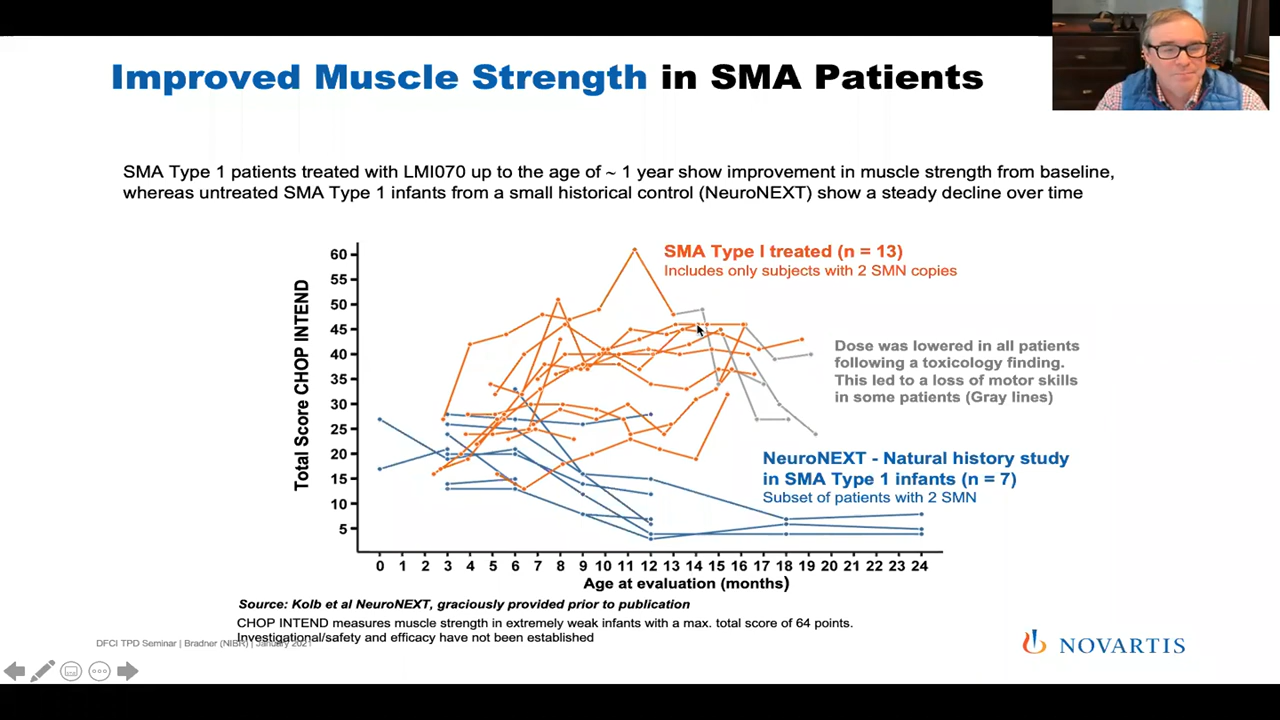 Improved Muscle Strength in SMA Patients
SMA Type 1 patients treated with LMI070 up to the age of ~ 1 year show improvement in muscle strength from baseline,
whereas untreated SMA Type 1 infants from a small historical control (NeuroNEXT) show a steady decline over time
SMA Type I treated (n = 13)
Includes only subjects with 2 SMN copies
Total Score CHOP INTEND
60
55
50
45
40
35
30
25
20
15
10
5
Dose was lowered in all patients
following a toxicology finding.
This led to a loss of motor skills
in some patients (Gray lines)
NeuroNEXT - Natural history study
in SMA Type 1 infants (n = 7)
Subset of patients with 2 SMN
0 1 2 3 4 5 6 7 8 9 10 11 12 13 14 15 16 17 18 19 20 21 22 23 24
Age at evaluation (months)
Source: Kolb et al NeuroNEXT, graciously provided prior to publication
CHOP INTEND measures muscle strength in extremely weak infants with a max. total score of 64 points.
Investigational/safety and efficacy have not been established
DFCI TPD Seminar | Bradner (NIBR) | January 2021
NOVARTIS